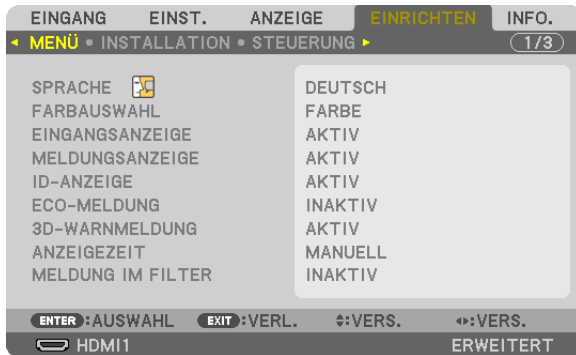 EINGANG EINST. ANZEIGE EINRICHTEN INFO.
MENÜ • INSTALLATION • STEUERUNG 1/3
SPRACHE DEUTSCH
FARBAUSWAHL FARBE
EINGANGSANZEIGE AKTIV
MELDUNGSANZEIGE AKTIV
ID-ANZEIGE AKTIV
ECO-MELDUNG INAKTIV
3D-WARNMELDUNG AKTIV
ANZEIGEZEIT MANUELL
MELDUNG IM FILTER INAKTIV
ENTER:AUSWAHL EXIT:VERL. :VERS. :VERS.
HDMI1 ERWEITERT